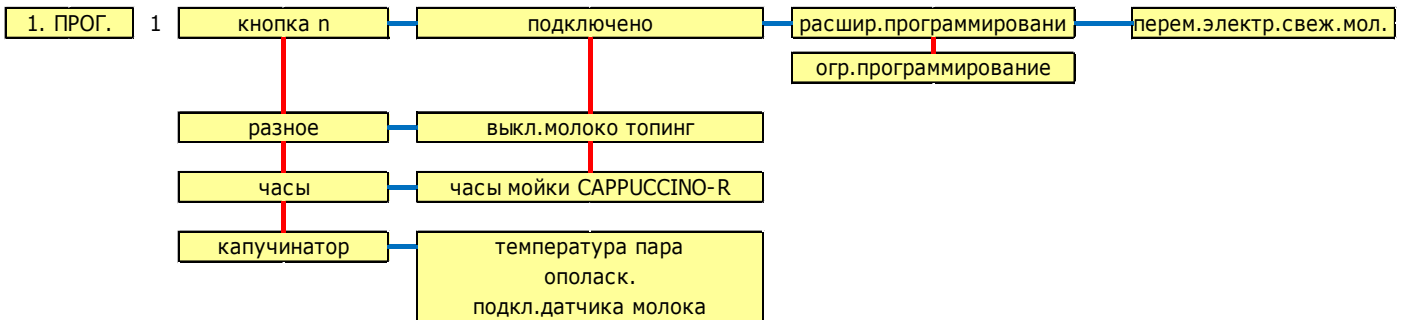 1. ПРОГ. 1 кнопка n подключено расшир.программировани перем.электр.свеж.мол.
огр.программирование
разное выкл.молоко топинг
часы часы мойки CAPPUCCINO-R
капучинатор температура пара
ополаск.
подкл.датчика молока